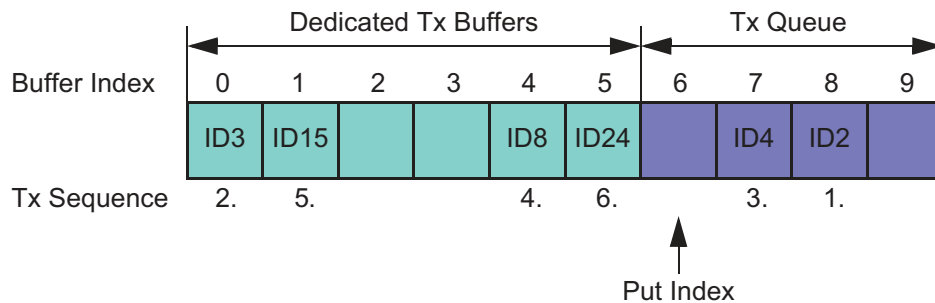 Dedicated Tx Buffers Tx Queue
Buffer Index 0 1 2 3 4 5 6 7 8 9
ID3 ID15 ID8 ID24 ID4 ID2
Tx Sequence 2. 5. 4. 6. 3. 1.
Put Index